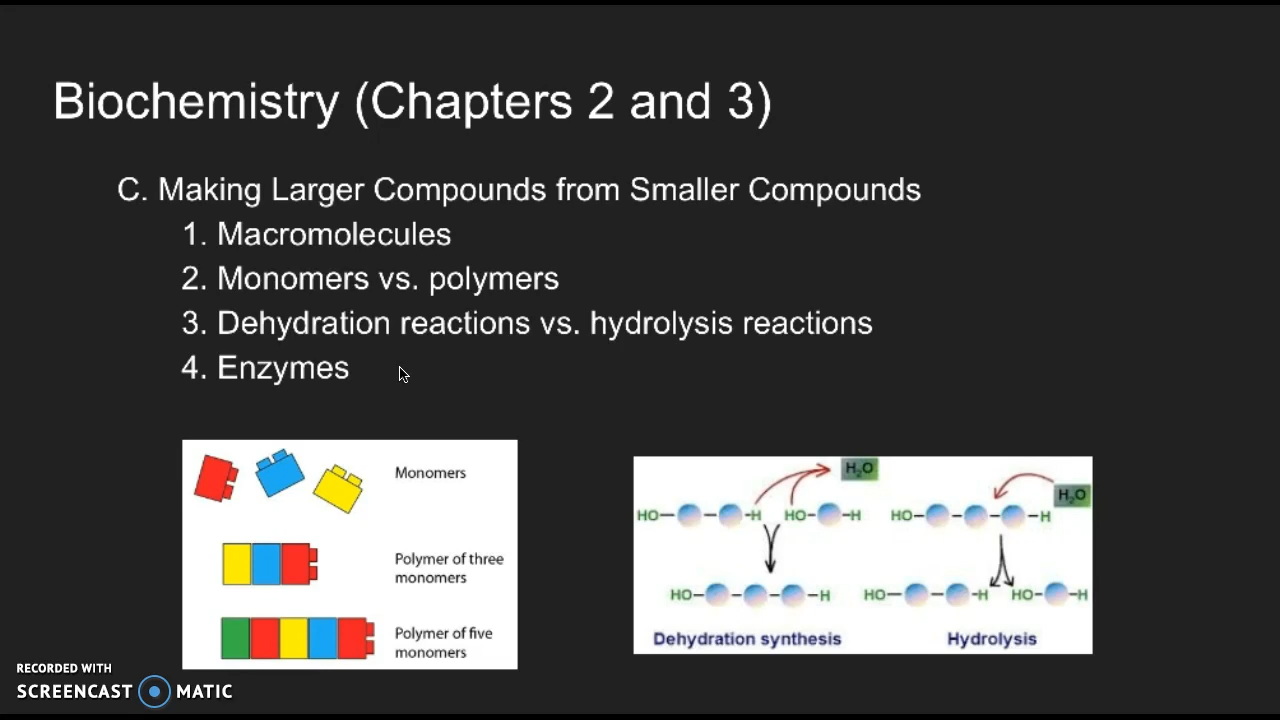 Biochemistry (Chapters 2 and 3)
C. Making Larger Compounds from Smaller Compounds
1. Macromolecules
2. Monomers vs. polymers
3. Dehydration reactions vs. hydrolysis reactions
4. Enzymes
Monomers
Polymer of three
monomers
Polymer of five
monomers
H₂O
HO H HO H
HO H
Dehydration synthesis
H₂O
HO H
HO H HO H
Hydrolysis
RECORDED WITH
SCREENCAST MATIC